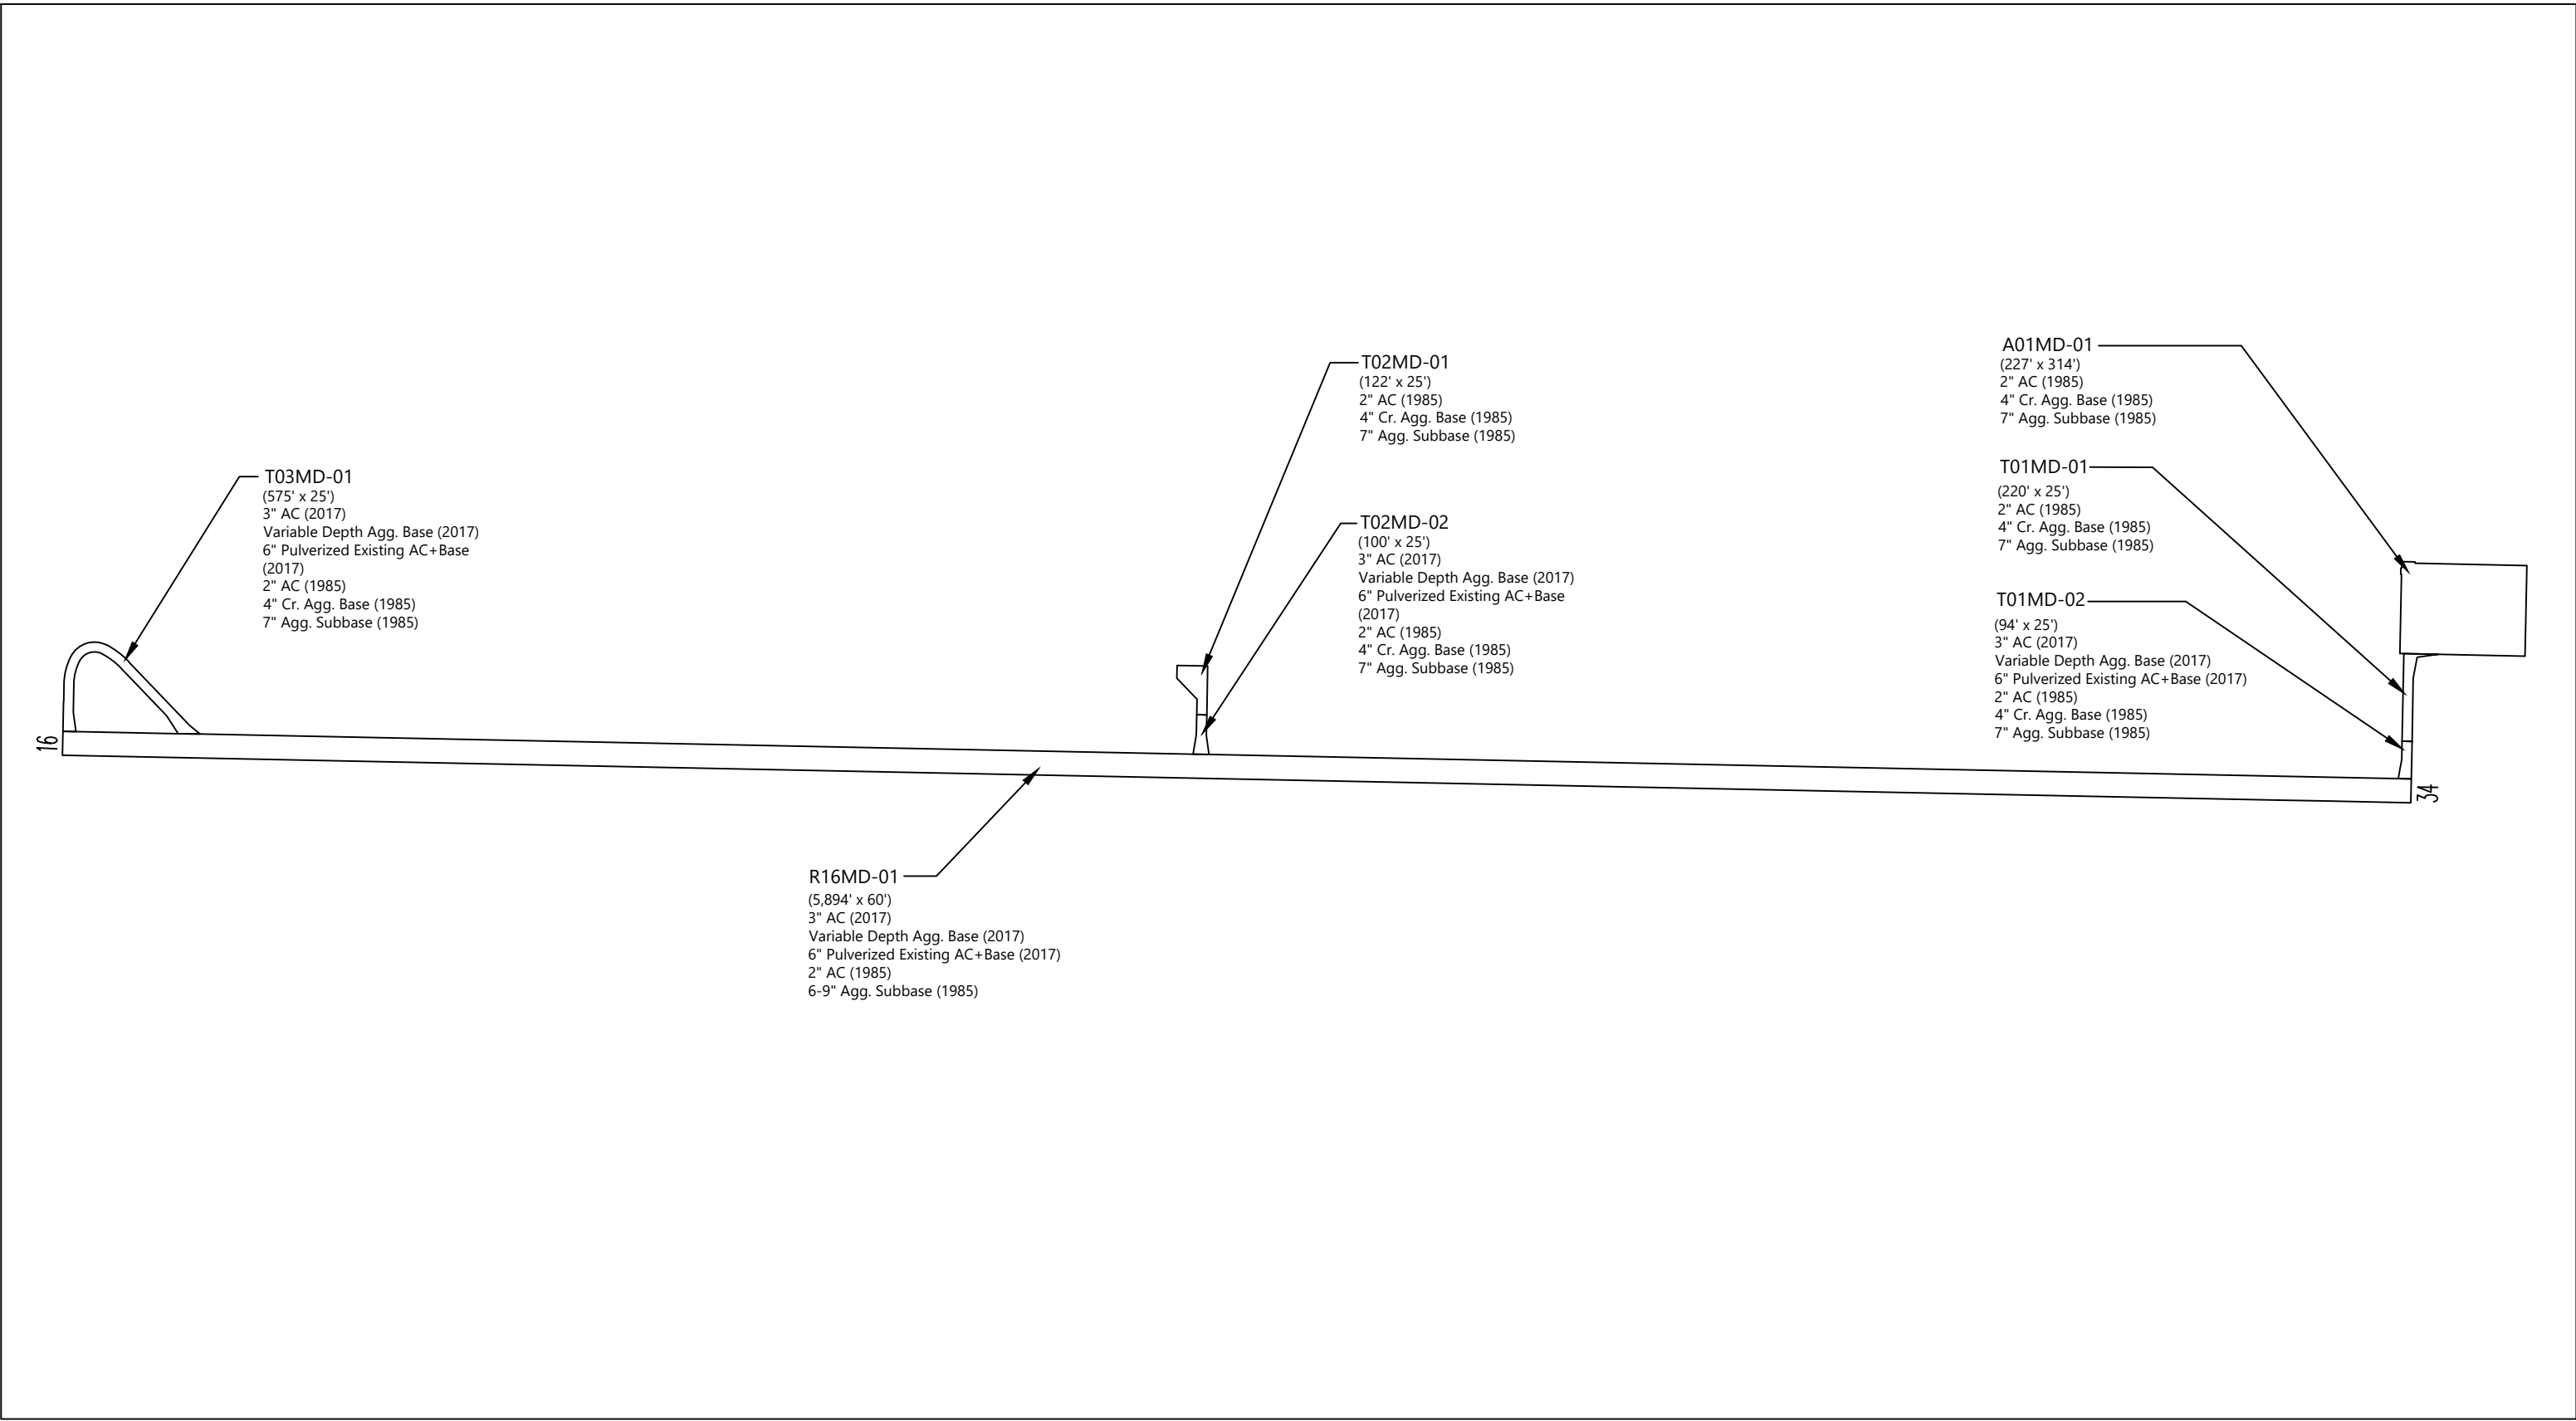 T03MD-01
(575' x 25')
3" AC (2017)
Variable Depth Agg. Base (2017)
6" Pulverized Existing AC+Base
(2017)
2" AC (1985)
4" Cr. Agg. Base (1985)
7" Agg. Subbase (1985)
16
T02MD-01
(122' x 25')
2" AC (1985)
4" Cr. Agg. Base (1985)
7" Agg. Subbase (1985)
T02MD-02
(100' x 25')
3" AC (2017)
Variable Depth Agg. Base (2017)
6" Pulverized Existing AC+Base
(2017)
2" AC (1985)
4" Cr. Agg. Base (1985)
7" Agg. Subbase (1985)
A01MD-01
(227' x 314')
2" AC (1985)
4" Cr. Agg. Base (1985)
7" Agg. Subbase (1985)
T01MD-01
(220' x 25')
2" AC (1985)
4" Cr. Agg. Base (1985)
7" Agg. Subbase (1985)
T01MD-02
(94' x 25')
3" AC (2017)
Variable Depth Agg. Base (2017)
6" Pulverized Existing AC+Base (2017)
2" AC (1985)
4" Cr. Agg. Base (1985)
7" Agg. Subbase (1985)
34
R16MD-01
(5,894' x 60')
3" AC (2017)
Variable Depth Agg. Base (2017)
6" Pulverized Existing AC+Base (2017)
2" AC (1985)
6-9" Agg. Subbase (1985)